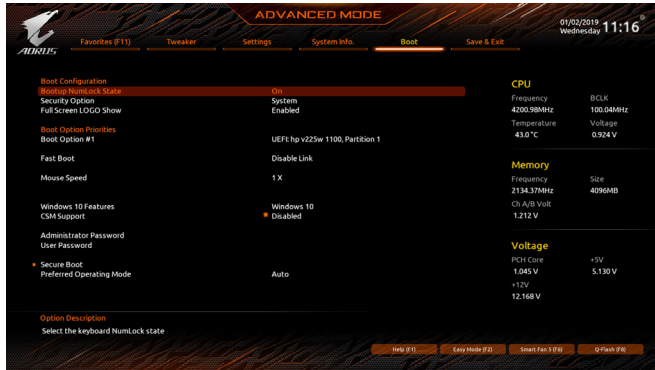 ADVANCED MODE
01/02/2019
Wednesday
11:16
AORUS
Favorites (F11) Tweaker Settings System Info. Boot Save & Exit
Boot Configuration
Bootup NumLock State On
Security Option System
Full Screen LOGO Show Enabled
Boot Option Priorities
Boot Option #1 UEFI: hp v225w 1100, Partition 1
Fast Boot Disable Link
Mouse Speed 1 X
Windows 10 Features Windows 10
CSM Support Disabled
Administrator Password
User Password
Secure Boot
Preferred Operating Mode Auto
CPU
Frequency BCLK
4200.98MHz 100.04MHz
Temperature Voltage
43.0 °C 0.924 V
Memory
Frequency Size
2134.37MHz 4096MB
Ch A/B Volt
1.212 V
Voltage
PCH Core +5V
1.045 V 5.130 V
+12V
12.168 V
Option Description
Select the keyboard NumLock state
Help (F1) Easy Mode (F2) Smart Fan 5 (F6) Q-Flash (F8)